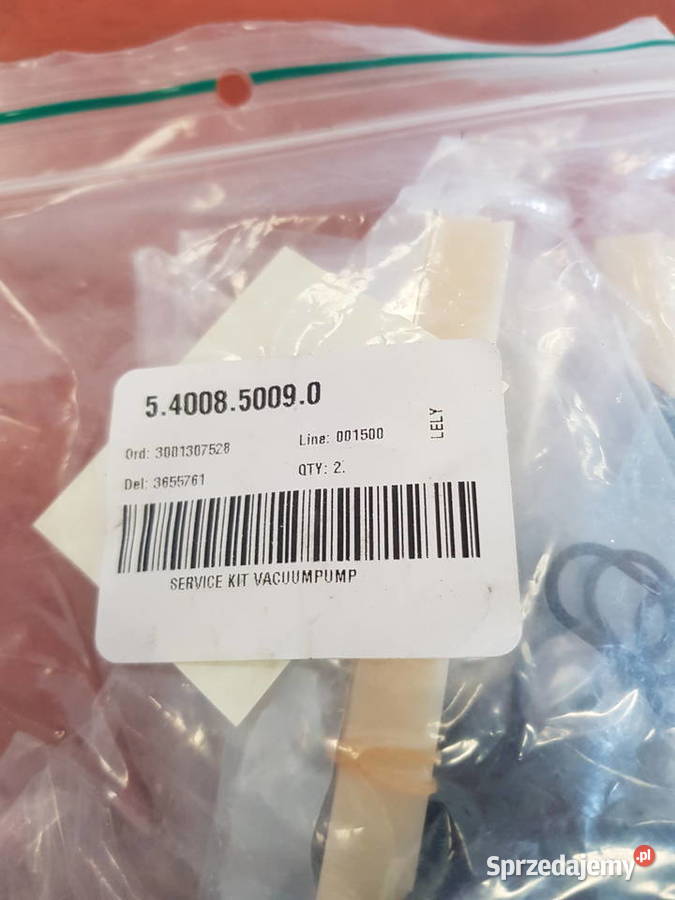 5.4008.5009.0
Ord: 3001307528
Line: 001500
LELY
Del: 3655761
QTY: 2.
SERVICE KIT VACUUMPUMP
Sprzedajemy.pl